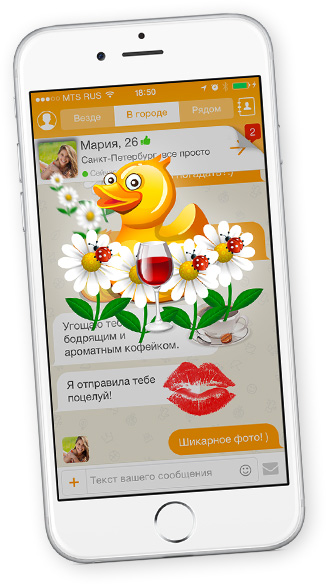 MTS RUS 18:50
Везде В городе Рядом
Мария, 26
2
Санкт-Петербург, все просто
Угощаю
бодрящим и
ароматным кофейком.
Я отправила тебе
поцелуй!
Шикарное фото! )
Текст вашего сообщения